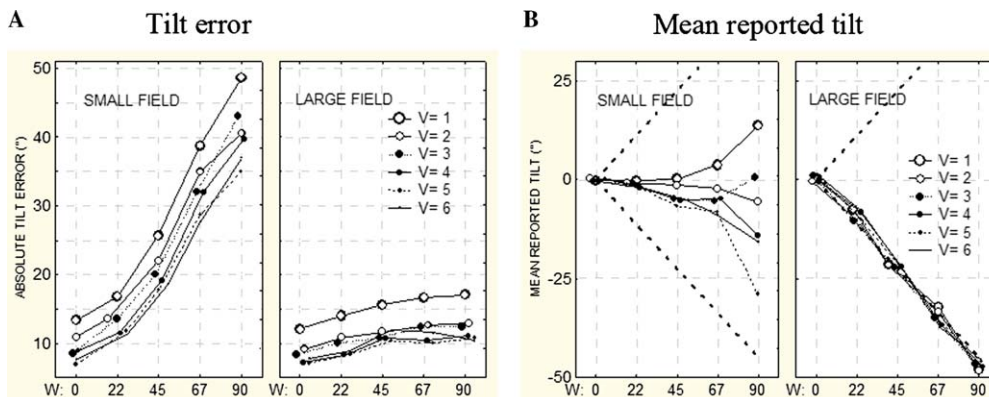 A Tilt error
B Mean reported tilt
ABSOLUTE TILT ERROR (°)
50
40
30
20
10
SMALL FIELD
W: 0 22 45 67 90
LARGE FIELD
V= 1
V= 2
V= 3
V= 4
V= 5
V= 6
0 22 45 67 90
MEAN REPORTED TILT (°)
25
0
-25
-50
SMALL FIELD
W: 0 22 45 67 90
LARGE FIELD
V= 1
V= 2
V= 3
V= 4
V= 5
V= 6
0 22 45 67 90